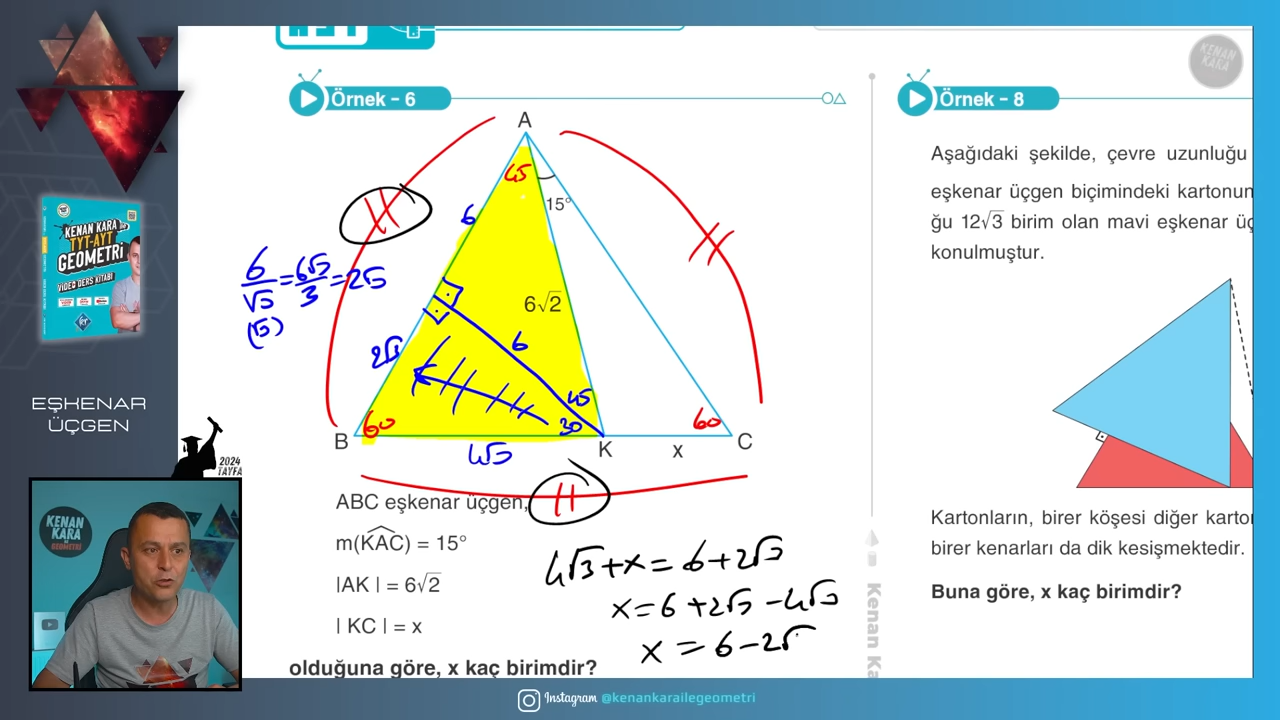 KENAN
KARA
Örnek - 6
Örnek - 8
A
45
15°
6
6√2
6/√3 = 6√3/3 = 2√3
(√3)
6
2√3
45
30
60
60
B
K
x
C
4√3
ABC eşkenar üçgen,
m(KAC) = 15°
|AK | = 6√2
| KC | = x
olduğuna göre, x kaç birimdir?
4√3+x = 6+2√3
x = 6+2√3 -4√3
x = 6-2√
Aşağıdaki şekilde, çevre uzunluğu
eşkenar üçgen biçimindeki kartonun
ğu 12√3 birim olan mavi eşkenar üç
konulmuştur.
Kartonların, birer köşesi diğer karto
birer kenarları da dik kesişmektedir.
Buna göre, x kaç birimdir?
Kenan Ka
KENAN KARA
TYT-AYT
GEOMETRİ
VİDEO DERS KİTABI
EŞKENAR
ÜÇGEN
2024
TAYFA
KENAN
KARA
GEOMETRİ
Instagram @kenankarailegeometri